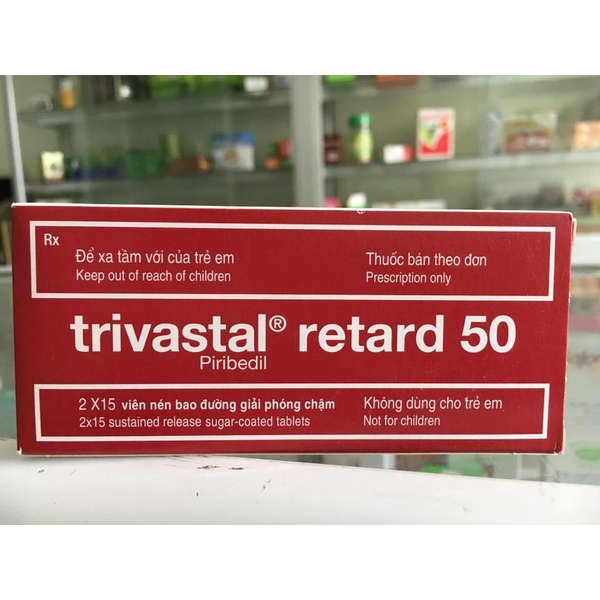 Rx
Để xa tầm với của trẻ em
Keep out of reach of children
Thuốc bán theo đơn
Prescription only
trivastal® retard 50
Piribedil
2 X15 viên nén bao đường giải phóng chậm
2x15 sustained release sugar-coated tablets
Không dùng cho trẻ em
Not for children